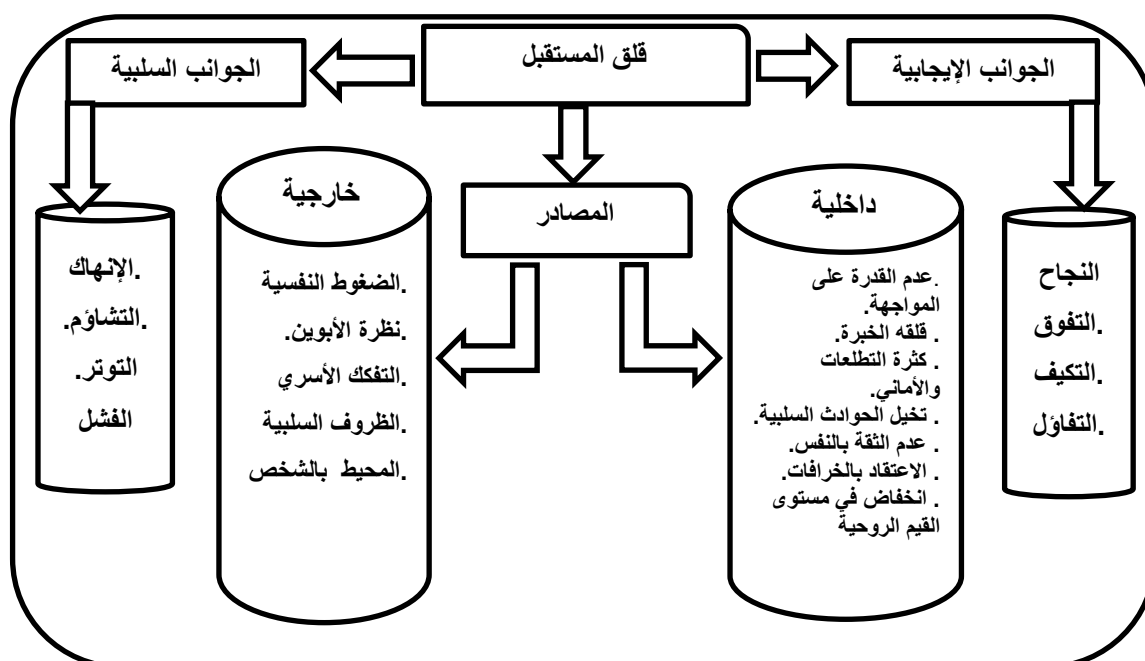 قلق المستقبل
الجوانب الإيجابية
الجوانب السلبية
المصادر
داخلية
خارجية
النجاح
.التفوق
.التكيف
.التفاؤل
.عدم القدرة على
المواجهة.
. قلقه الخبرة.
. كثرة التطلعات
والأماني.
. تخيل الحوادث السلبية.
. عدم الثقة بالنفس.
. الاعتقاد بالخرافات.
. انخفاض في مستوى
القيم الروحية
.الضغوط النفسية
.نظرة الأبوين.
.التفكك الأسري
.الظروف السلبية
.المحيط بالشخص
.الإنهاك
.التشاؤم.
التوتر.
الفشل